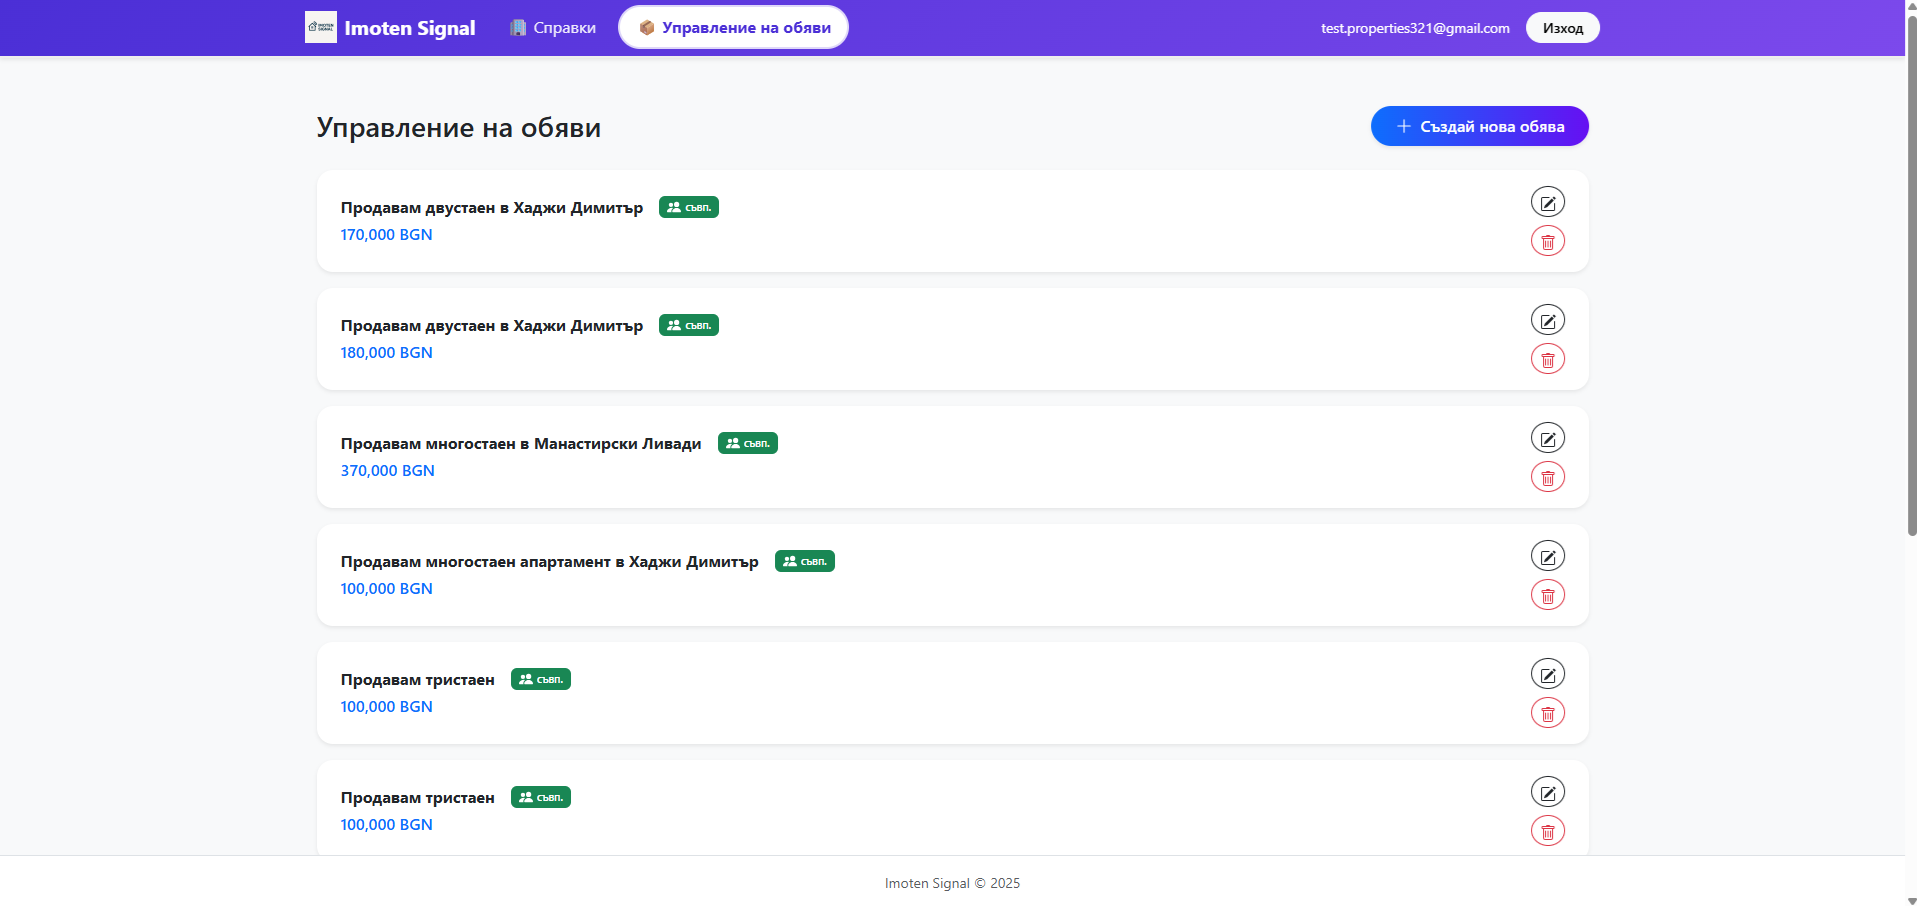 IMOTEN SIGNAL
Imoten Signal
Справки
Управление на обяви
test.properties321@gmail.com
Изход
Управление на обяви
Създай нова обява
Продавам двустаен в Хаджи Димитър съвп.
170,000 BGN
Продавам двустаен в Хаджи Димитър съвп.
180,000 BGN
Продавам многостаен в Манастирски Ливади съвп.
370,000 BGN
Продавам многостаен апартамент в Хаджи Димитър съвп.
100,000 BGN
Продавам тристаен съвп.
100,000 BGN
Продавам тристаен съвп.
100,000 BGN
Imoten Signal © 2025